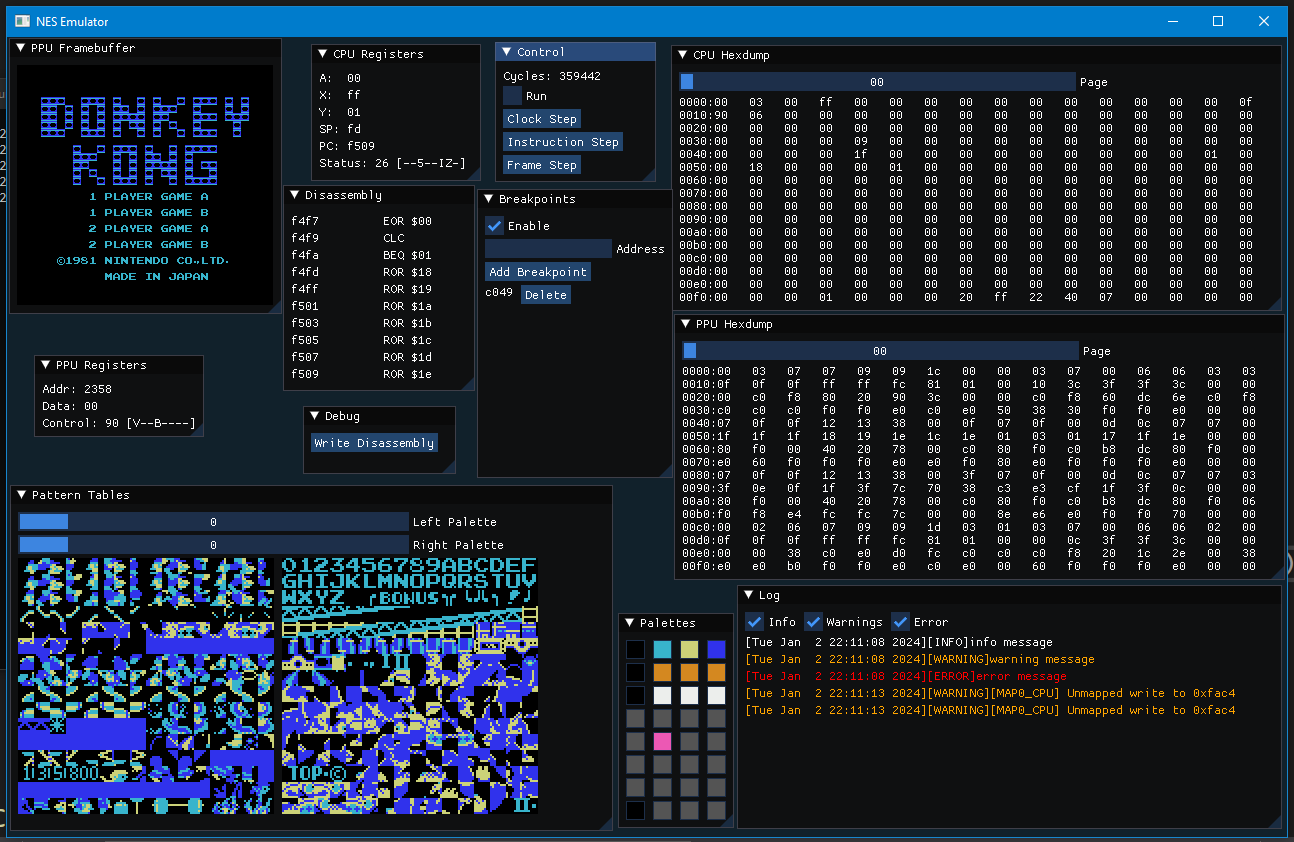 NES Emulator
PPU Framebuffer
DONKEY
KONG
1 PLAYER GAME A
1 PLAYER GAME B
2 PLAYER GAME A
2 PLAYER GAME B
©1981 NINTENDO CO.,LTD.
MADE IN JAPAN
CPU Registers
A: 00
X: ff
Y: 01
SP: fd
PC: f509
Status: 26 [--5--IZ-]
Control
Cycles: 359442
Run
Clock Step
Instruction Step
Frame Step
Disassembly
f4f7 EOR $00
f4f9 CLC
f4fa BEQ $01
f4fd ROR $18
f4ff ROR $19
f501 ROR $1a
f503 ROR $1b
f505 ROR $1c
f507 ROR $1d
f509 ROR $1e
Breakpoints
Enable
Address
Add Breakpoint
c049 Delete
PPU Registers
Addr: 2358
Data: 00
Control: 90 [V--B----]
Debug
Write Disassembly
CPU Hexdump
00 Page
0000:00 03 00 ff 00 00 00 00 00 00 00 00 00 00 00 0f
0010:90 06 00 00 00 00 00 00 00 00 00 00 00 00 00 00
0020:00 00 00 00 00 00 00 00 00 00 00 00 00 00 00 00
0030:00 00 00 00 09 00 00 00 00 00 00 00 00 00 00 00
0040:00 00 00 00 1f 00 00 00 00 00 00 00 00 00 01 00
0050:00 18 00 00 00 01 00 00 00 00 00 00 00 00 00 00
0060:00 00 00 00 00 00 00 00 00 00 00 00 00 00 00 00
0070:00 00 00 00 00 00 00 00 00 00 00 00 00 00 00 00
0080:00 00 00 00 00 00 00 00 00 00 00 00 00 00 00 00
0090:00 00 00 00 00 00 00 00 00 00 00 00 00 00 00 00
00a0:00 00 00 00 00 00 00 00 00 00 00 00 00 00 00 00
00b0:00 00 00 00 00 00 00 00 00 00 00 00 00 00 00 00
00c0:00 00 00 00 00 00 00 00 00 00 00 00 00 00 00 00
00d0:00 00 00 00 00 00 00 00 00 00 00 00 00 00 00 00
00e0:00 00 00 00 00 00 00 00 00 00 00 00 00 00 00 00
00f0:00 00 00 01 00 00 00 20 ff 22 40 07 00 00 00 00
PPU Hexdump
00 Page
0000:00 03 07 07 09 09 1c 00 00 03 07 00 06 06 03 03
0010:0f 0f 0f ff ff fc 81 01 00 10 3c 3f 3f 3c 00 00
0020:00 c0 f8 80 20 90 3c 00 00 c0 f8 60 dc 6e c0 f8
0030:c0 c0 c0 f0 f0 e0 c0 e0 50 38 30 f0 f0 e0 00 00
0040:07 0f 0f 12 13 38 00 0f 07 0f 00 0d 0c 07 07 00
0050:1f 1f 1f 18 19 1e 1c 1e 01 03 01 17 1f 1e 00 00
0060:80 f0 00 40 20 78 00 c0 80 f0 c0 b8 dc 80 f0 00
0070:e0 60 f0 f0 f0 e0 e0 f0 80 e0 f0 f0 f0 e0 00 00
0080:07 0f 0f 12 13 38 00 3f 07 0f 00 0d 0c 07 07 03
0090:3f 0e 0f 1f 3f 7c 70 38 c3 e3 cf 1f 3f 0c 00 00
00a0:80 f0 00 40 20 78 00 c0 80 f0 c0 b8 dc 80 f0 06
00b0:f0 f8 e4 fc fc 7c 00 00 8e e6 e0 f0 f0 70 00 00
00c0:00 02 06 07 09 09 1d 03 01 03 07 00 06 06 02 00
00d0:0f 0f 0f ff ff fc 81 01 00 00 0c 3f 3f 3c 00 00
00e0:00 00 38 c0 e0 d0 fc c0 c0 c0 f8 20 1c 2e 00 38
00f0:e0 e0 b0 f0 f0 e0 c0 e0 00 60 f0 f0 f0 e0 00 00
Pattern Tables
0 Left Palette
0 Right Palette
0123456789ABCDEF
GHIJKLMNOPQRSTUV
WXYZ
BONUS
TOP
Palettes
Log
Info Warnings Error
[Tue Jan 2 22:11:08 2024][INFO]info message
[Tue Jan 2 22:11:08 2024][WARNING]warning message
[Tue Jan 2 22:11:08 2024][ERROR]error message
[Tue Jan 2 22:11:13 2024][WARNING][MAP0_CPU] Unmapped write to 0xfac4
[Tue Jan 2 22:11:13 2024][WARNING][MAP0_CPU] Unmapped write to 0xfac4